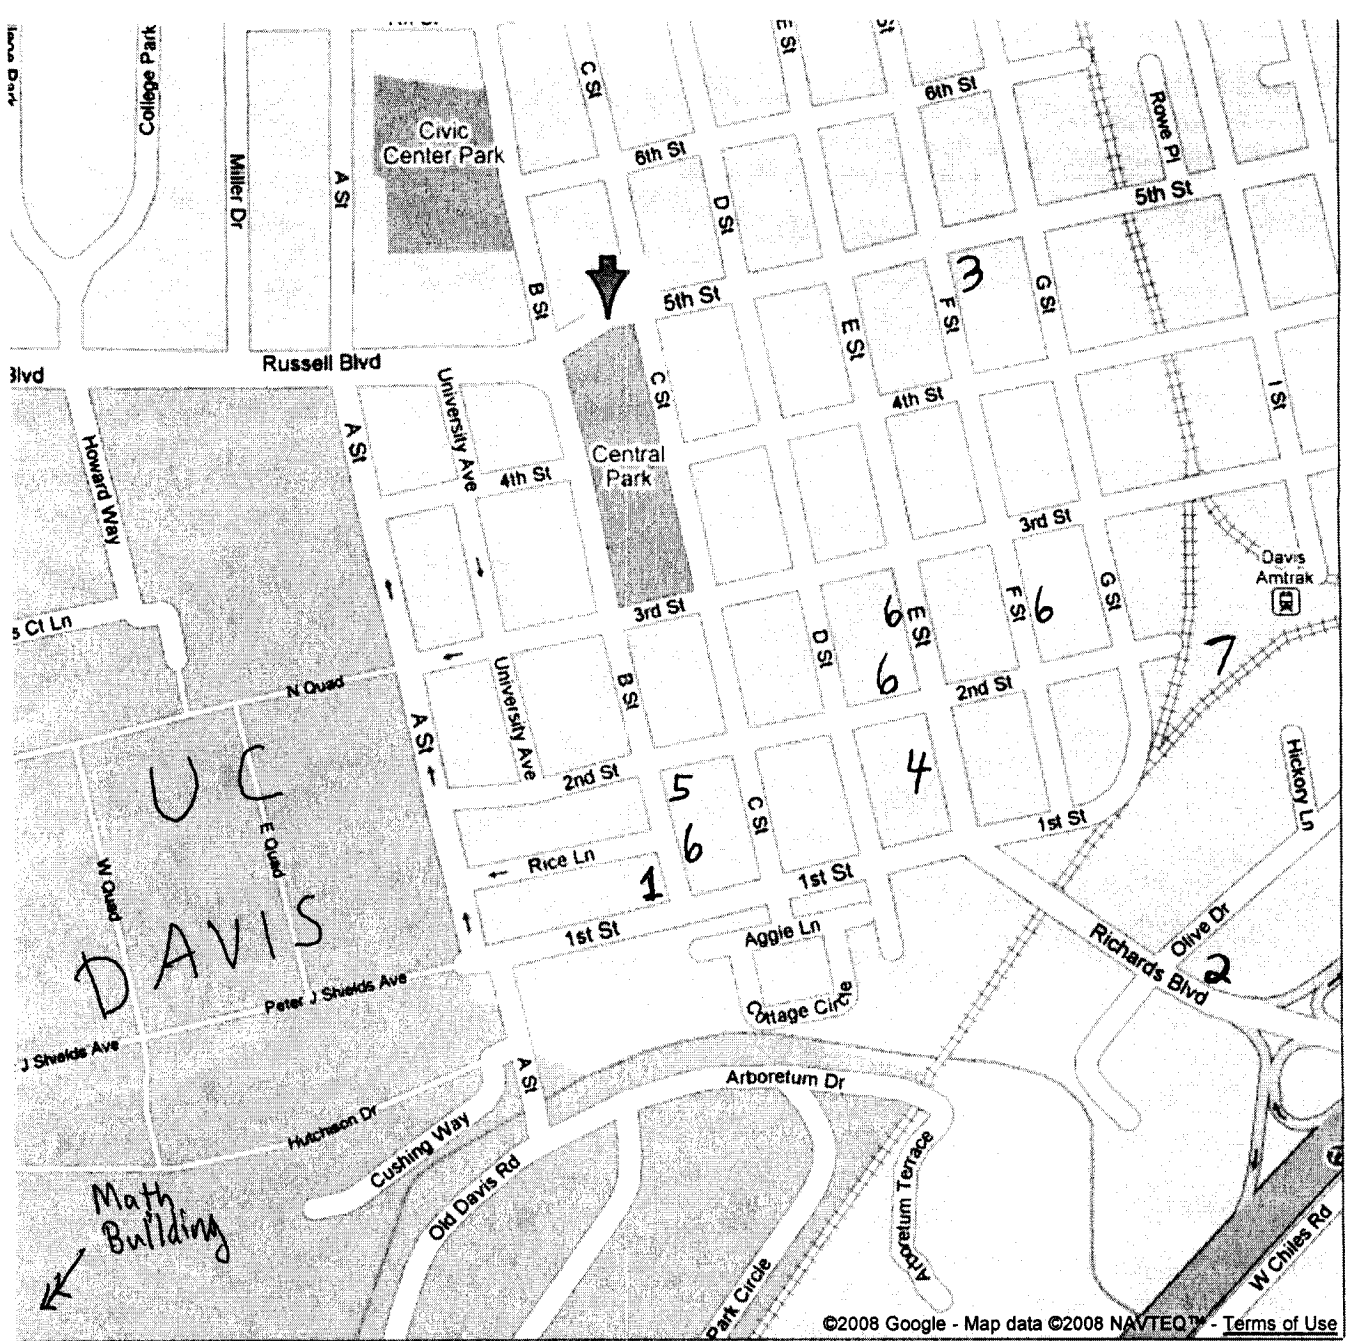 College Park
E St
C St
6th St
Civic
Center Park
Rowe Pl
6th St
5th St
Miller Dr
A St
D St
3
B St
5th St
G St
F St
E St
Russell Blvd
Blvd
University Ave
C St
4th St
I St
A St
Howard Way
Central
Park
4th St
3rd St
Davis
Amtrak
G St
3rd St
6
E St
F St
6
s Ct Ln
D St
7
N Quad
University Ave
B St
6
2nd St
A St
UC
2nd St
5
4
Hickory Ln
C St
E Quad
1st St
W Quad
Rice Ln
6
1
1st St
DAVIS
1st St
Aggie Ln
Olive Dr
Richards Blvd
2
Peter J Shields Ave
Cottage Circle
J Shields Ave
A St
Arboretum Dr
Hutchison Dr
Cushing Way
Old Davis Rd
Arboretum Terrace
Math
Building
Park Circle
W Chiles Rd
©2008 Google - Map data ©2008 NAVTEQ™ - Terms of Use